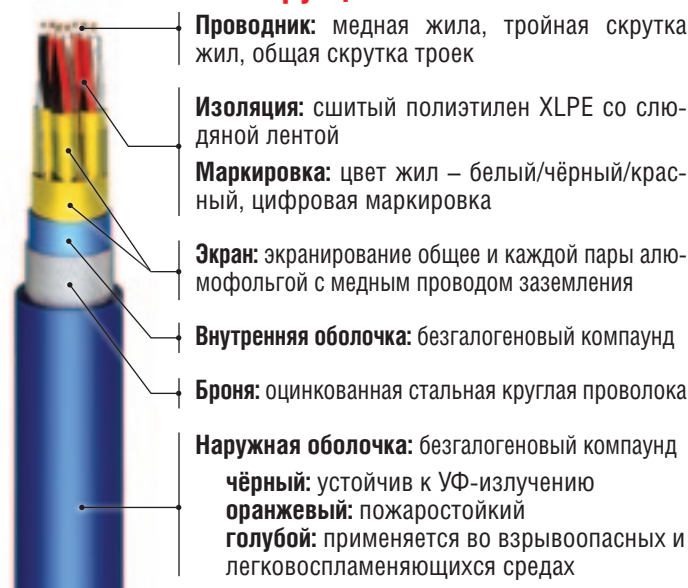 Проводник: медная жила, тройная скрутка
жил, общая скрутка троек
Изоляция: сшитый полиэтилен XLPE со слю-
дяной лентой
Маркировка: цвет жил – белый/чёрный/крас-
ный, цифровая маркировка
Экран: экранирование общее и каждой пары алю-
мофольгой с медным проводом заземления
Внутренняя оболочка: безгалогеновый компаунд
Броня: оцинкованная стальная круглая проволока
Наружная оболочка: безгалогеновый компаунд
чёрный: устойчив к УФ-излучению
оранжевый: пожаростойкий
голубой: применяется во взрывоопасных и
легковоспламеняющихся средах